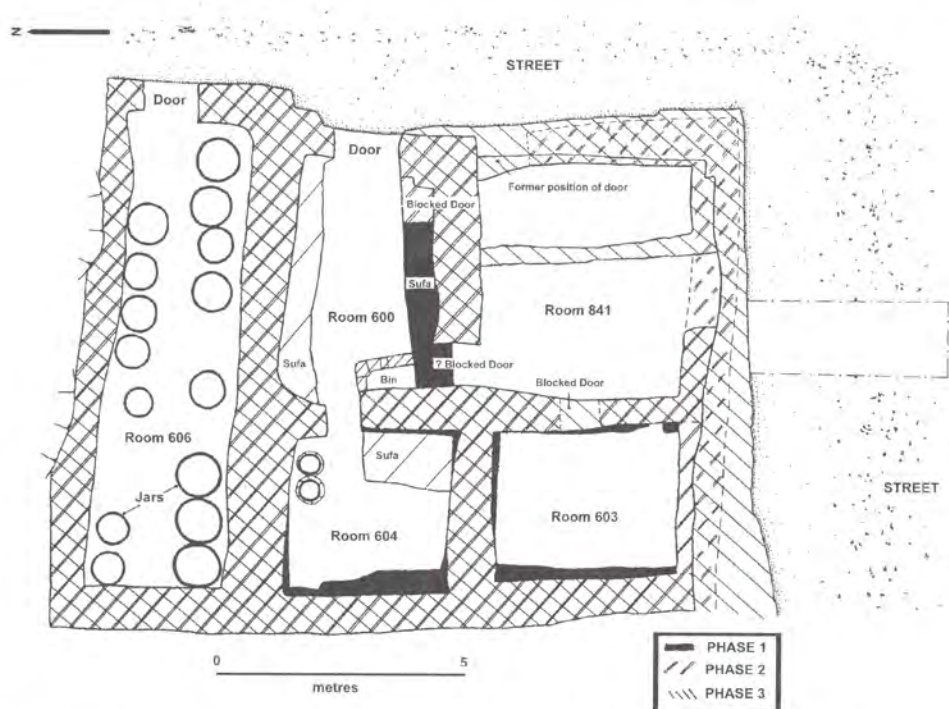 N
STREET
Door
Door
Former position of door
Blocked Door
Sufa
Room 600
Room 841
Sufa
? Blocked Door
Bin
Blocked Door
Room 606
Sufa
Jars
STREET
Room 603
Room 604
0 5
metres
PHASE 1
PHASE 2
PHASE 3